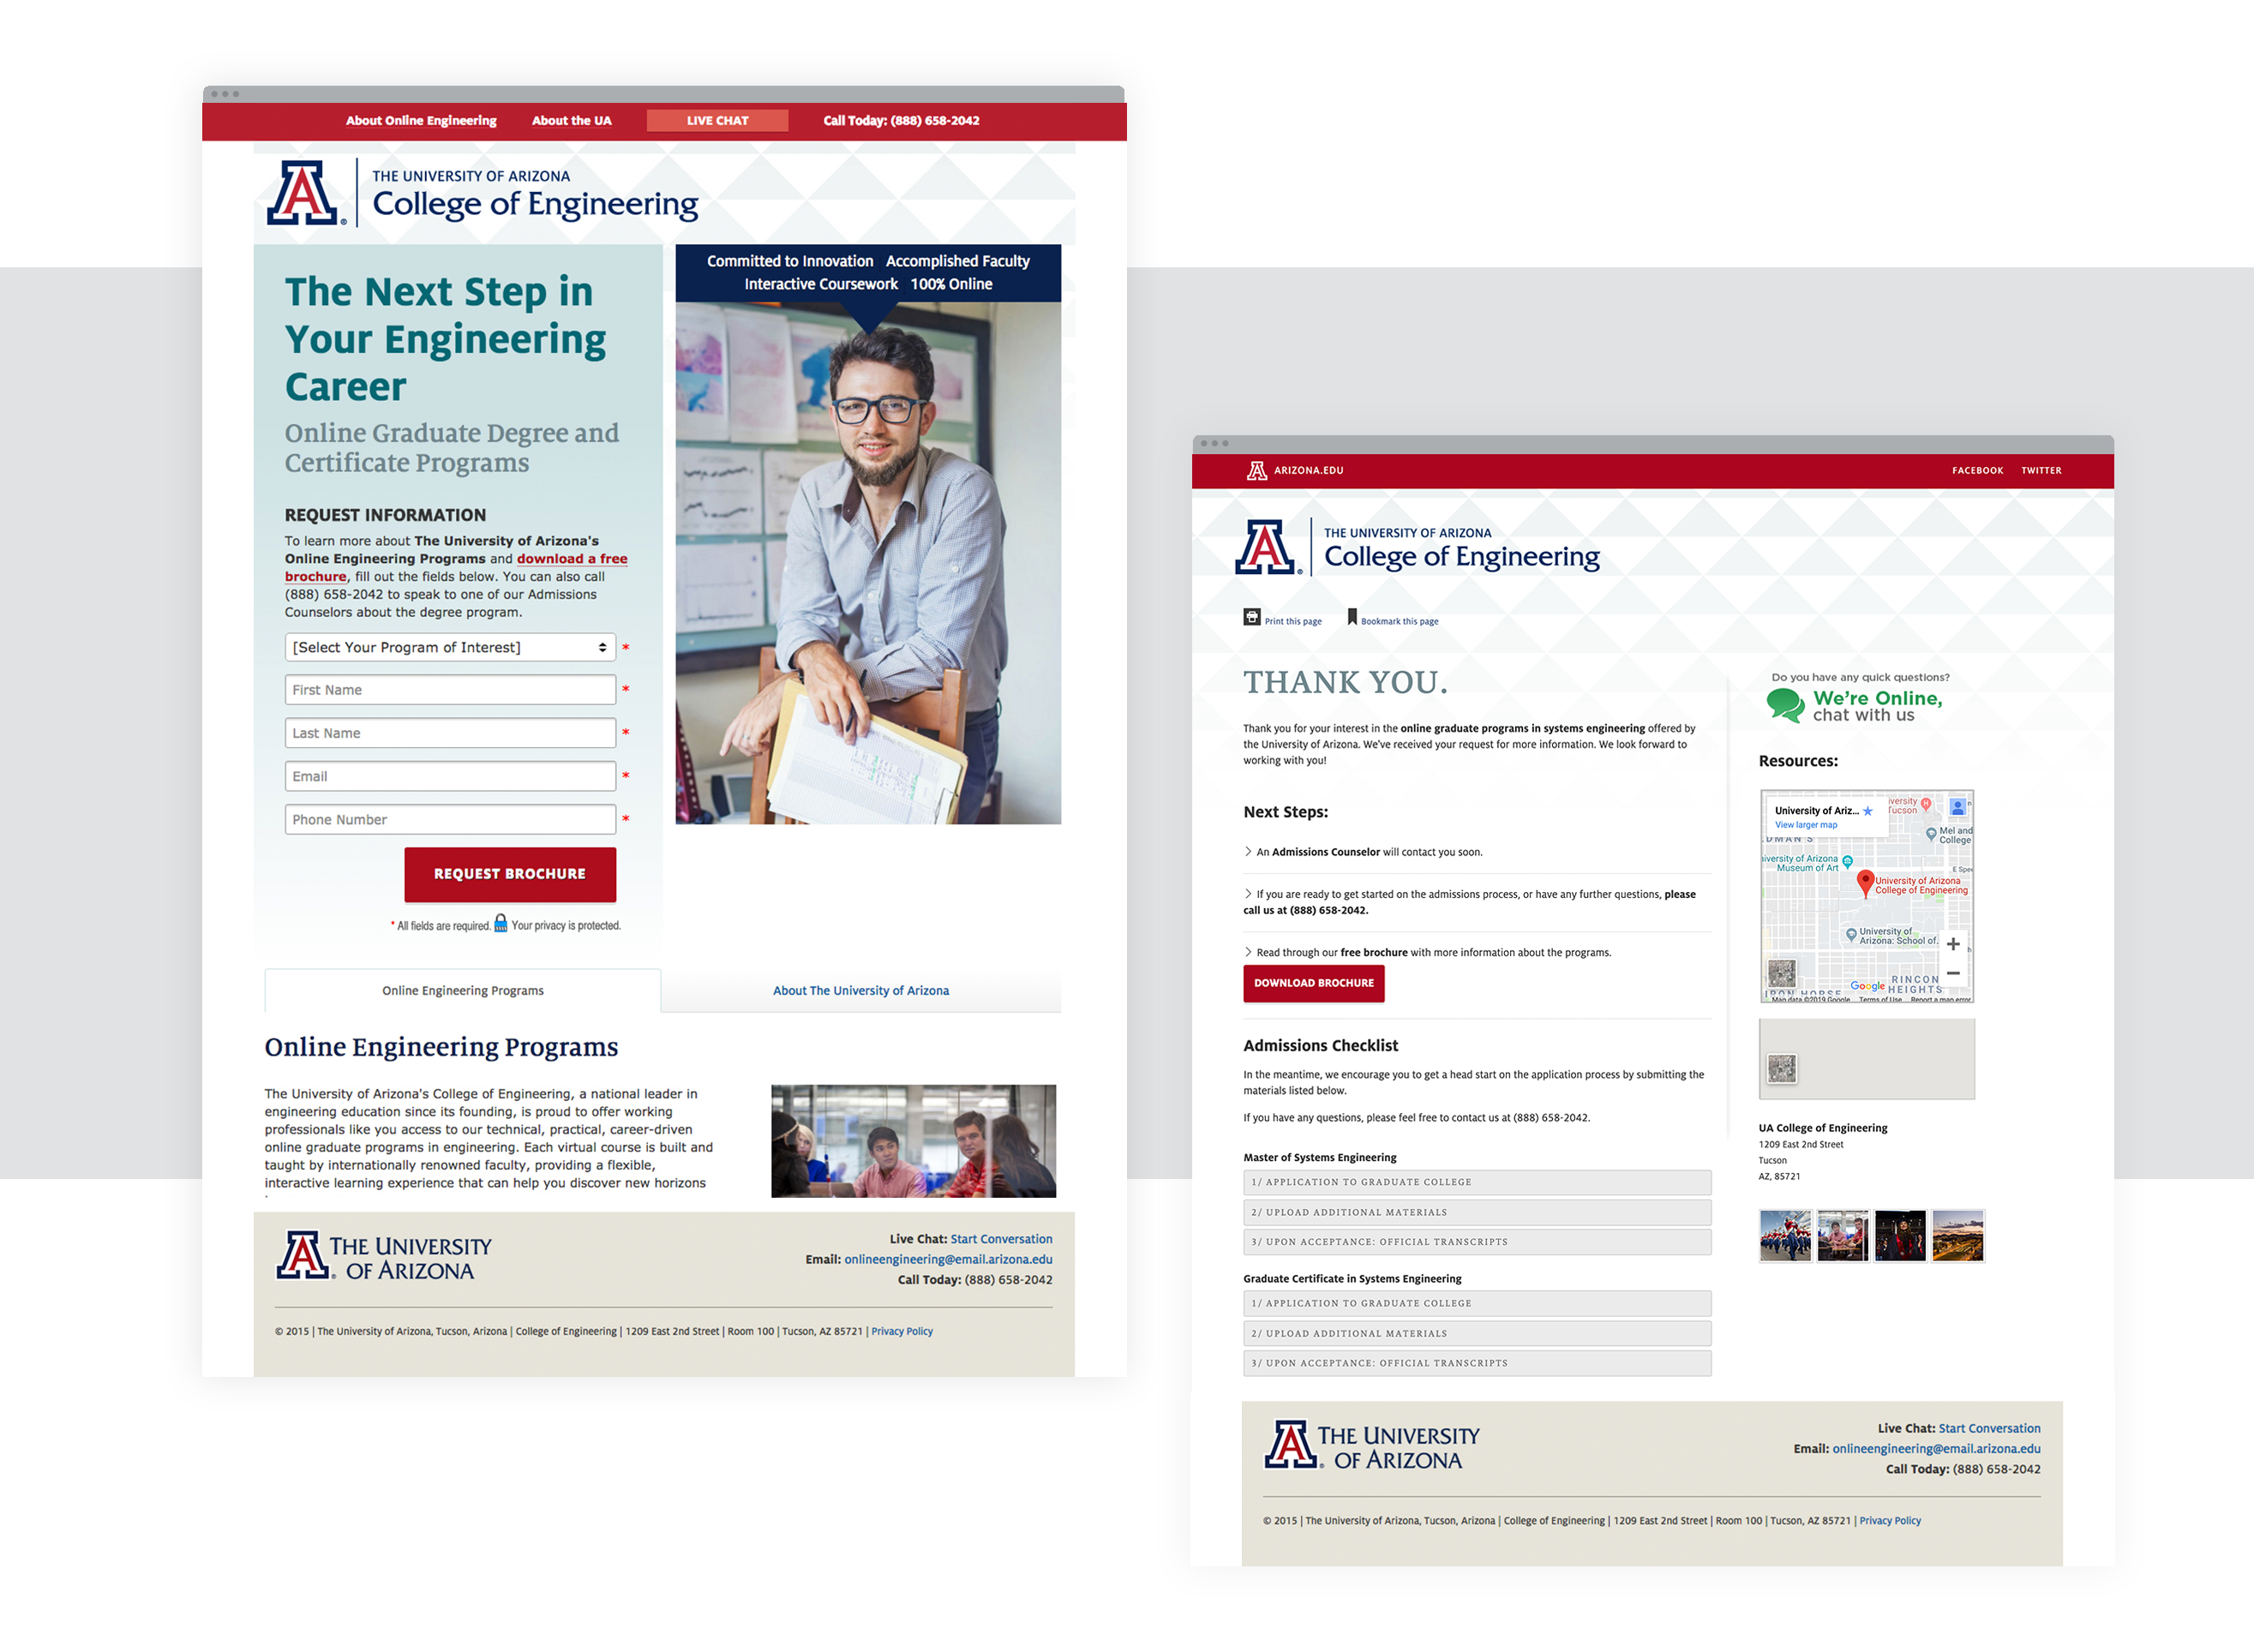 About Online Engineering   About the UA   LIVE CHAT   Call Today: (888) 658-2042
A
®
THE UNIVERSITY OF ARIZONA
College of Engineering
The Next Step in
Your Engineering
Career
Online Graduate Degree and
Certificate Programs
REQUEST INFORMATION
To learn more about The University of Arizona's
Online Engineering Programs and download a free
brochure, fill out the fields below. You can also call
(888) 658-2042 to speak to one of our Admissions
Counselors about the degree program.
[Select Your Program of Interest] *
First Name *
Last Name *
Email *
Phone Number *
REQUEST BROCHURE
* All fields are required. Your privacy is protected.
Committed to Innovation   Accomplished Faculty
Interactive Coursework   100% Online
Online Engineering Programs
About The University of Arizona
Online Engineering Programs
The University of Arizona's College of Engineering, a national leader in
engineering education since its founding, is proud to offer working
professionals like you access to our technical, practical, career-driven
online graduate programs in engineering. Each virtual course is built and
taught by internationally renowned faculty, providing a flexible,
interactive learning experience that can help you discover new horizons
A
®
THE UNIVERSITY
OF ARIZONA
Live Chat: Start Conversation
Email: onlineengineering@email.arizona.edu
Call Today: (888) 658-2042
© 2015 | The University of Arizona, Tucson, Arizona | College of Engineering | 1209 East 2nd Street | Room 100 | Tucson, AZ 85721 | Privacy Policy
A ARIZONA.EDU
FACEBOOK   TWITTER
A
®
THE UNIVERSITY OF ARIZONA
College of Engineering
Print this page   Bookmark this page
THANK YOU.
Thank you for your interest in the online graduate programs in systems engineering offered by
the University of Arizona. We've received your request for more information. We look forward to
working with you!
Next Steps:
> An Admissions Counselor will contact you soon.
> If you are ready to get started on the admissions process, or have any further questions, please
call us at (888) 658-2042.
> Read through our free brochure with more information about the programs.
DOWNLOAD BROCHURE
Admissions Checklist
In the meantime, we encourage you to get a head start on the application process by submitting the
materials listed below.
If you have any questions, please feel free to contact us at (888) 658-2042.
Master of Systems Engineering
1/ APPLICATION TO GRADUATE COLLEGE
2/ UPLOAD ADDITIONAL MATERIALS
3/ UPON ACCEPTANCE: OFFICIAL TRANSCRIPTS
Graduate Certificate in Systems Engineering
1/ APPLICATION TO GRADUATE COLLEGE
2/ UPLOAD ADDITIONAL MATERIALS
3/ UPON ACCEPTANCE: OFFICIAL TRANSCRIPTS
Do you have any quick questions?
We're Online,
chat with us
Resources:
University of Ariz...
View larger map
iversity
Tucson
Mel and
College
DMAN'S
iversity of Arizona
Museum of Art
E Spee
University of Arizona
College of Engineering
University of
Arizona: School of.
+
−
RINCON
HEIGHTS
IRON HORSE
Google
Map data ©2019 Google   Terms of Use   Report a map error
UA College of Engineering
1209 East 2nd Street
Tucson
AZ, 85721
A
®
THE UNIVERSITY
OF ARIZONA
Live Chat: Start Conversation
Email: onlineengineering@email.arizona.edu
Call Today: (888) 658-2042
© 2015 | The University of Arizona, Tucson, Arizona | College of Engineering | 1209 East 2nd Street | Room 100 | Tucson, AZ 85721 | Privacy Policy